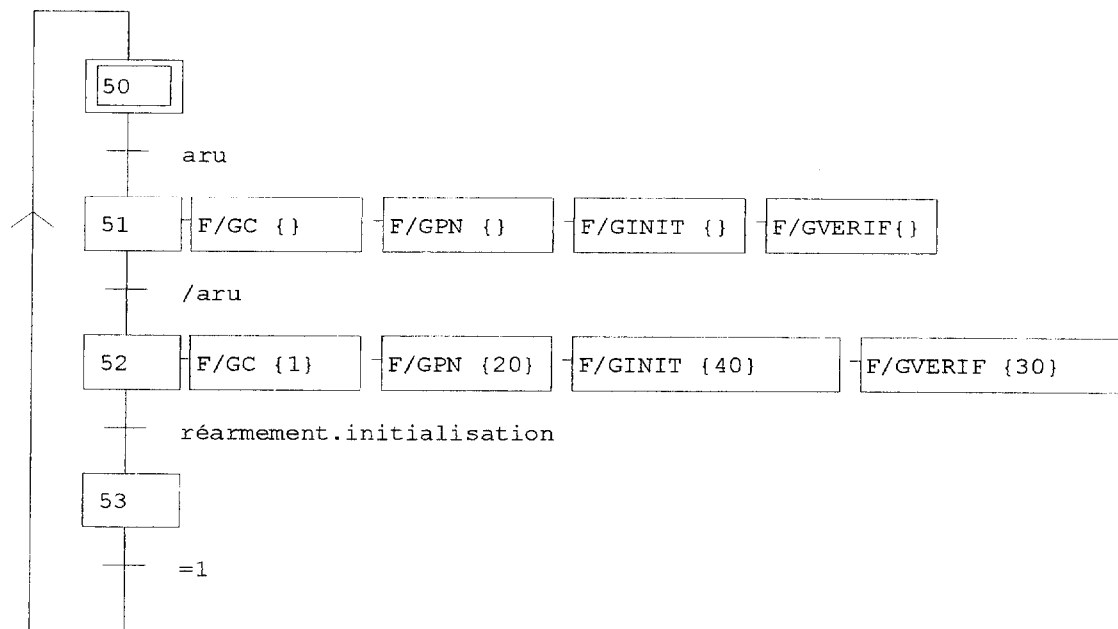 50
aru
51 F/GC {} F/GPN {} F/GINIT {} F/GVERIF{}
/aru
52 F/GC {1} F/GPN {20} F/GINIT {40} F/GVERIF {30}
réarmement.initialisation
53
=1